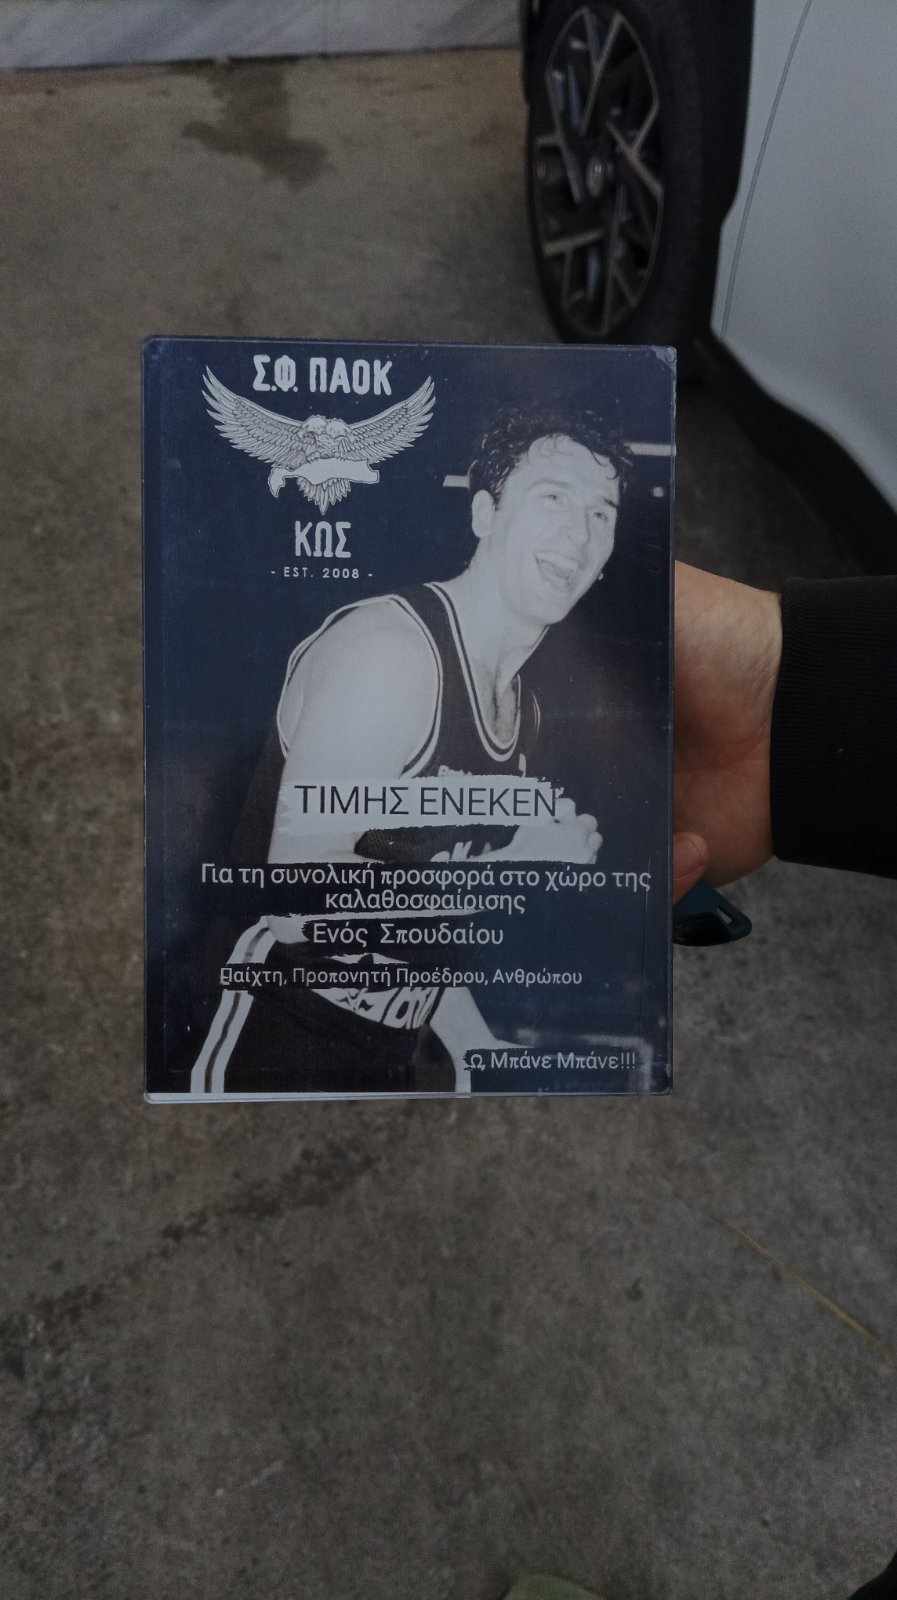 Σ.Φ. ΠΑΟΚ
ΚΩΣ
- EST. 2008 -
ΤΙΜΗΣ ΕΝΕΚΕΝ
Για τη συνολική προσφορά στο χώρο της
καλαθοσφαίρισης
Ενός Σπουδαίου
Παίχτη, Προπονητή Προέδρου, Ανθρώπου
Ω, Μπάνε Μπάνε!!!